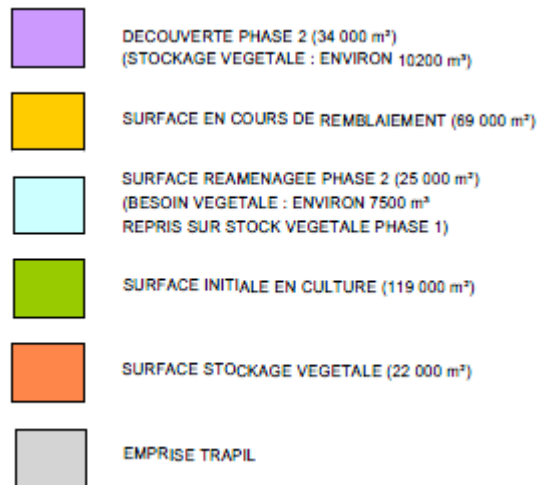 DECOUVERTE PHASE 2 (34 000 m²)
(STOCKAGE VEGETALE : ENVIRON 10200 m³)
SURFACE EN COURS DE REMBLAIEMENT (69 000 m²)
SURFACE REAMENAGEE PHASE 2 (25 000 m²)
(BESOIN VEGETALE : ENVIRON 7500 m³
REPRIS SUR STOCK VEGETALE PHASE 1)
SURFACE INITIALE EN CULTURE (119 000 m²)
SURFACE STOCKAGE VEGETALE (22 000 m²)
EMPRISE TRAPIL